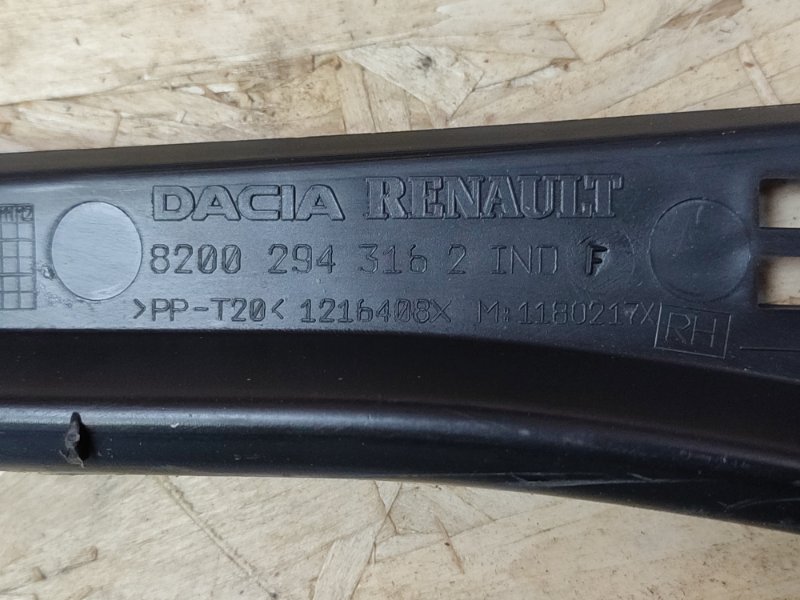 DACIA RENAULT
8200 294 316 2 IND F
>PP-T20< 1216408X M:1180217X
RH